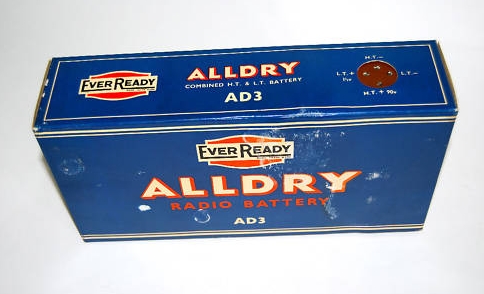 EVER READY
ALLDRY
COMBINED H.T. & L.T. BATTERY
AD3
H.T.-
L.T.+
L.T.-
H.T.+ 90V
EVER READY
ALLDRY
RADIO BATTERY
AD3